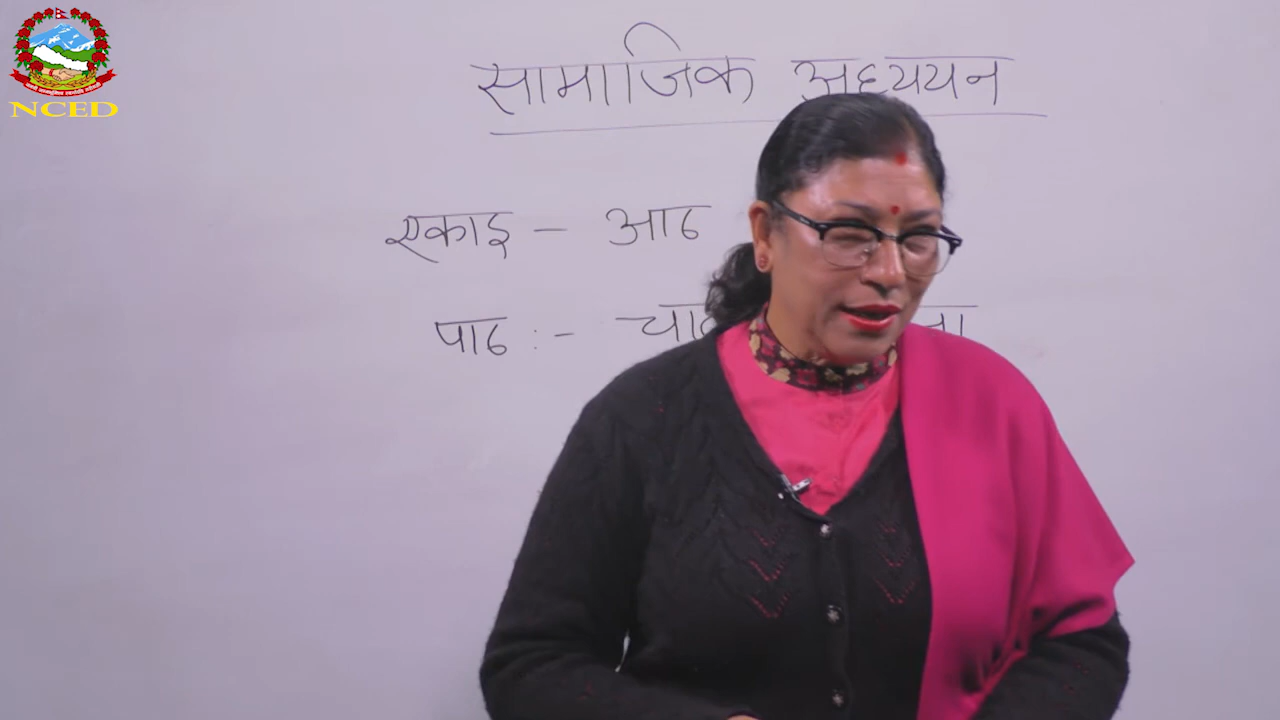 NCED
सामाजिक अध्ययन
एकाइ - आठ
पाठ :-